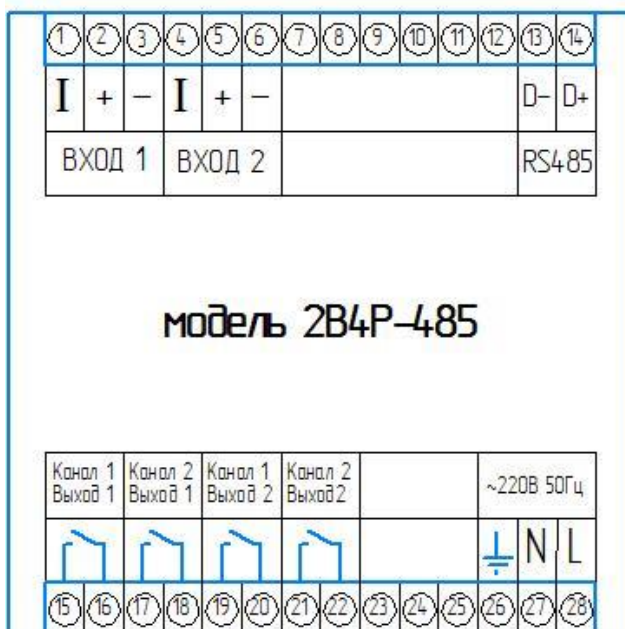 1 2 3 4 5 6 7 8 9 10 11 12 13 14
I + − I + − D− D+
ВХОД 1 ВХОД 2 RS485
модель 2В4Р-485
Канал 1 Канал 2 Канал 1 Канал 2
Выход 1 Выход 1 Выход 2 Выход2
~220В 50Гц
N L
15 16 17 18 19 20 21 22 23 24 25 26 27 28